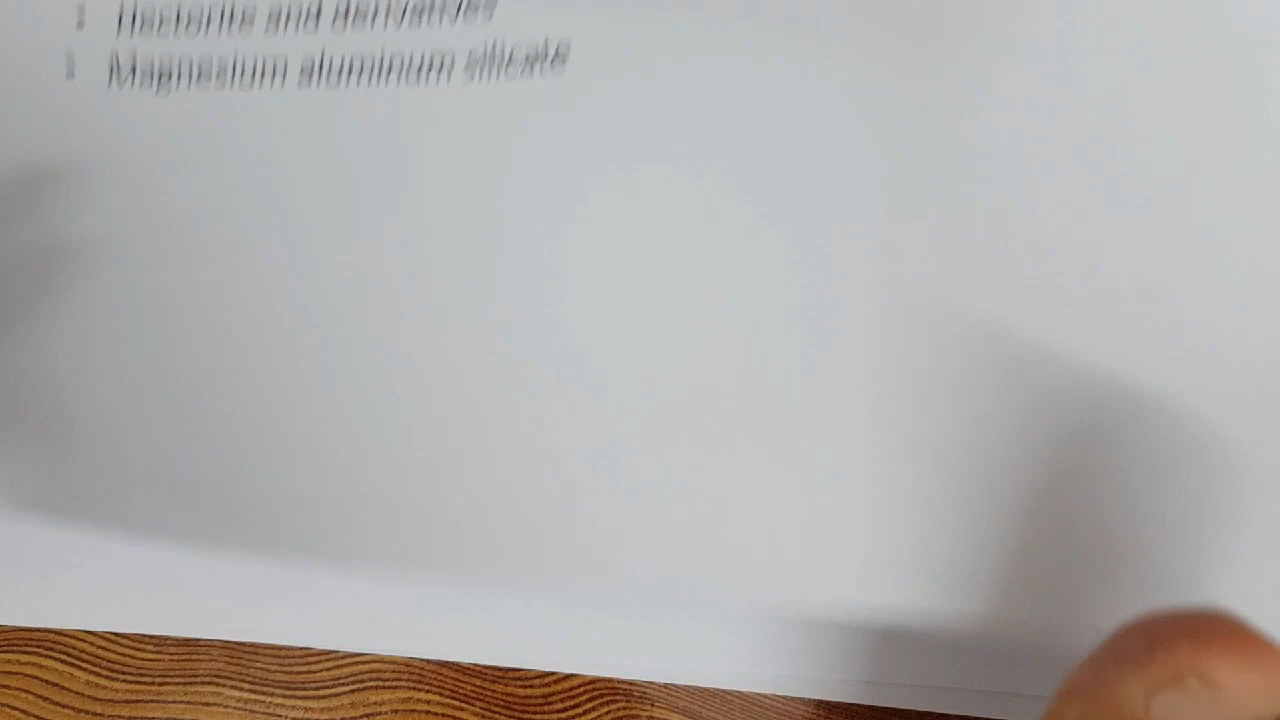 Hectorite and derivatives
Magnesium aluminum silicate